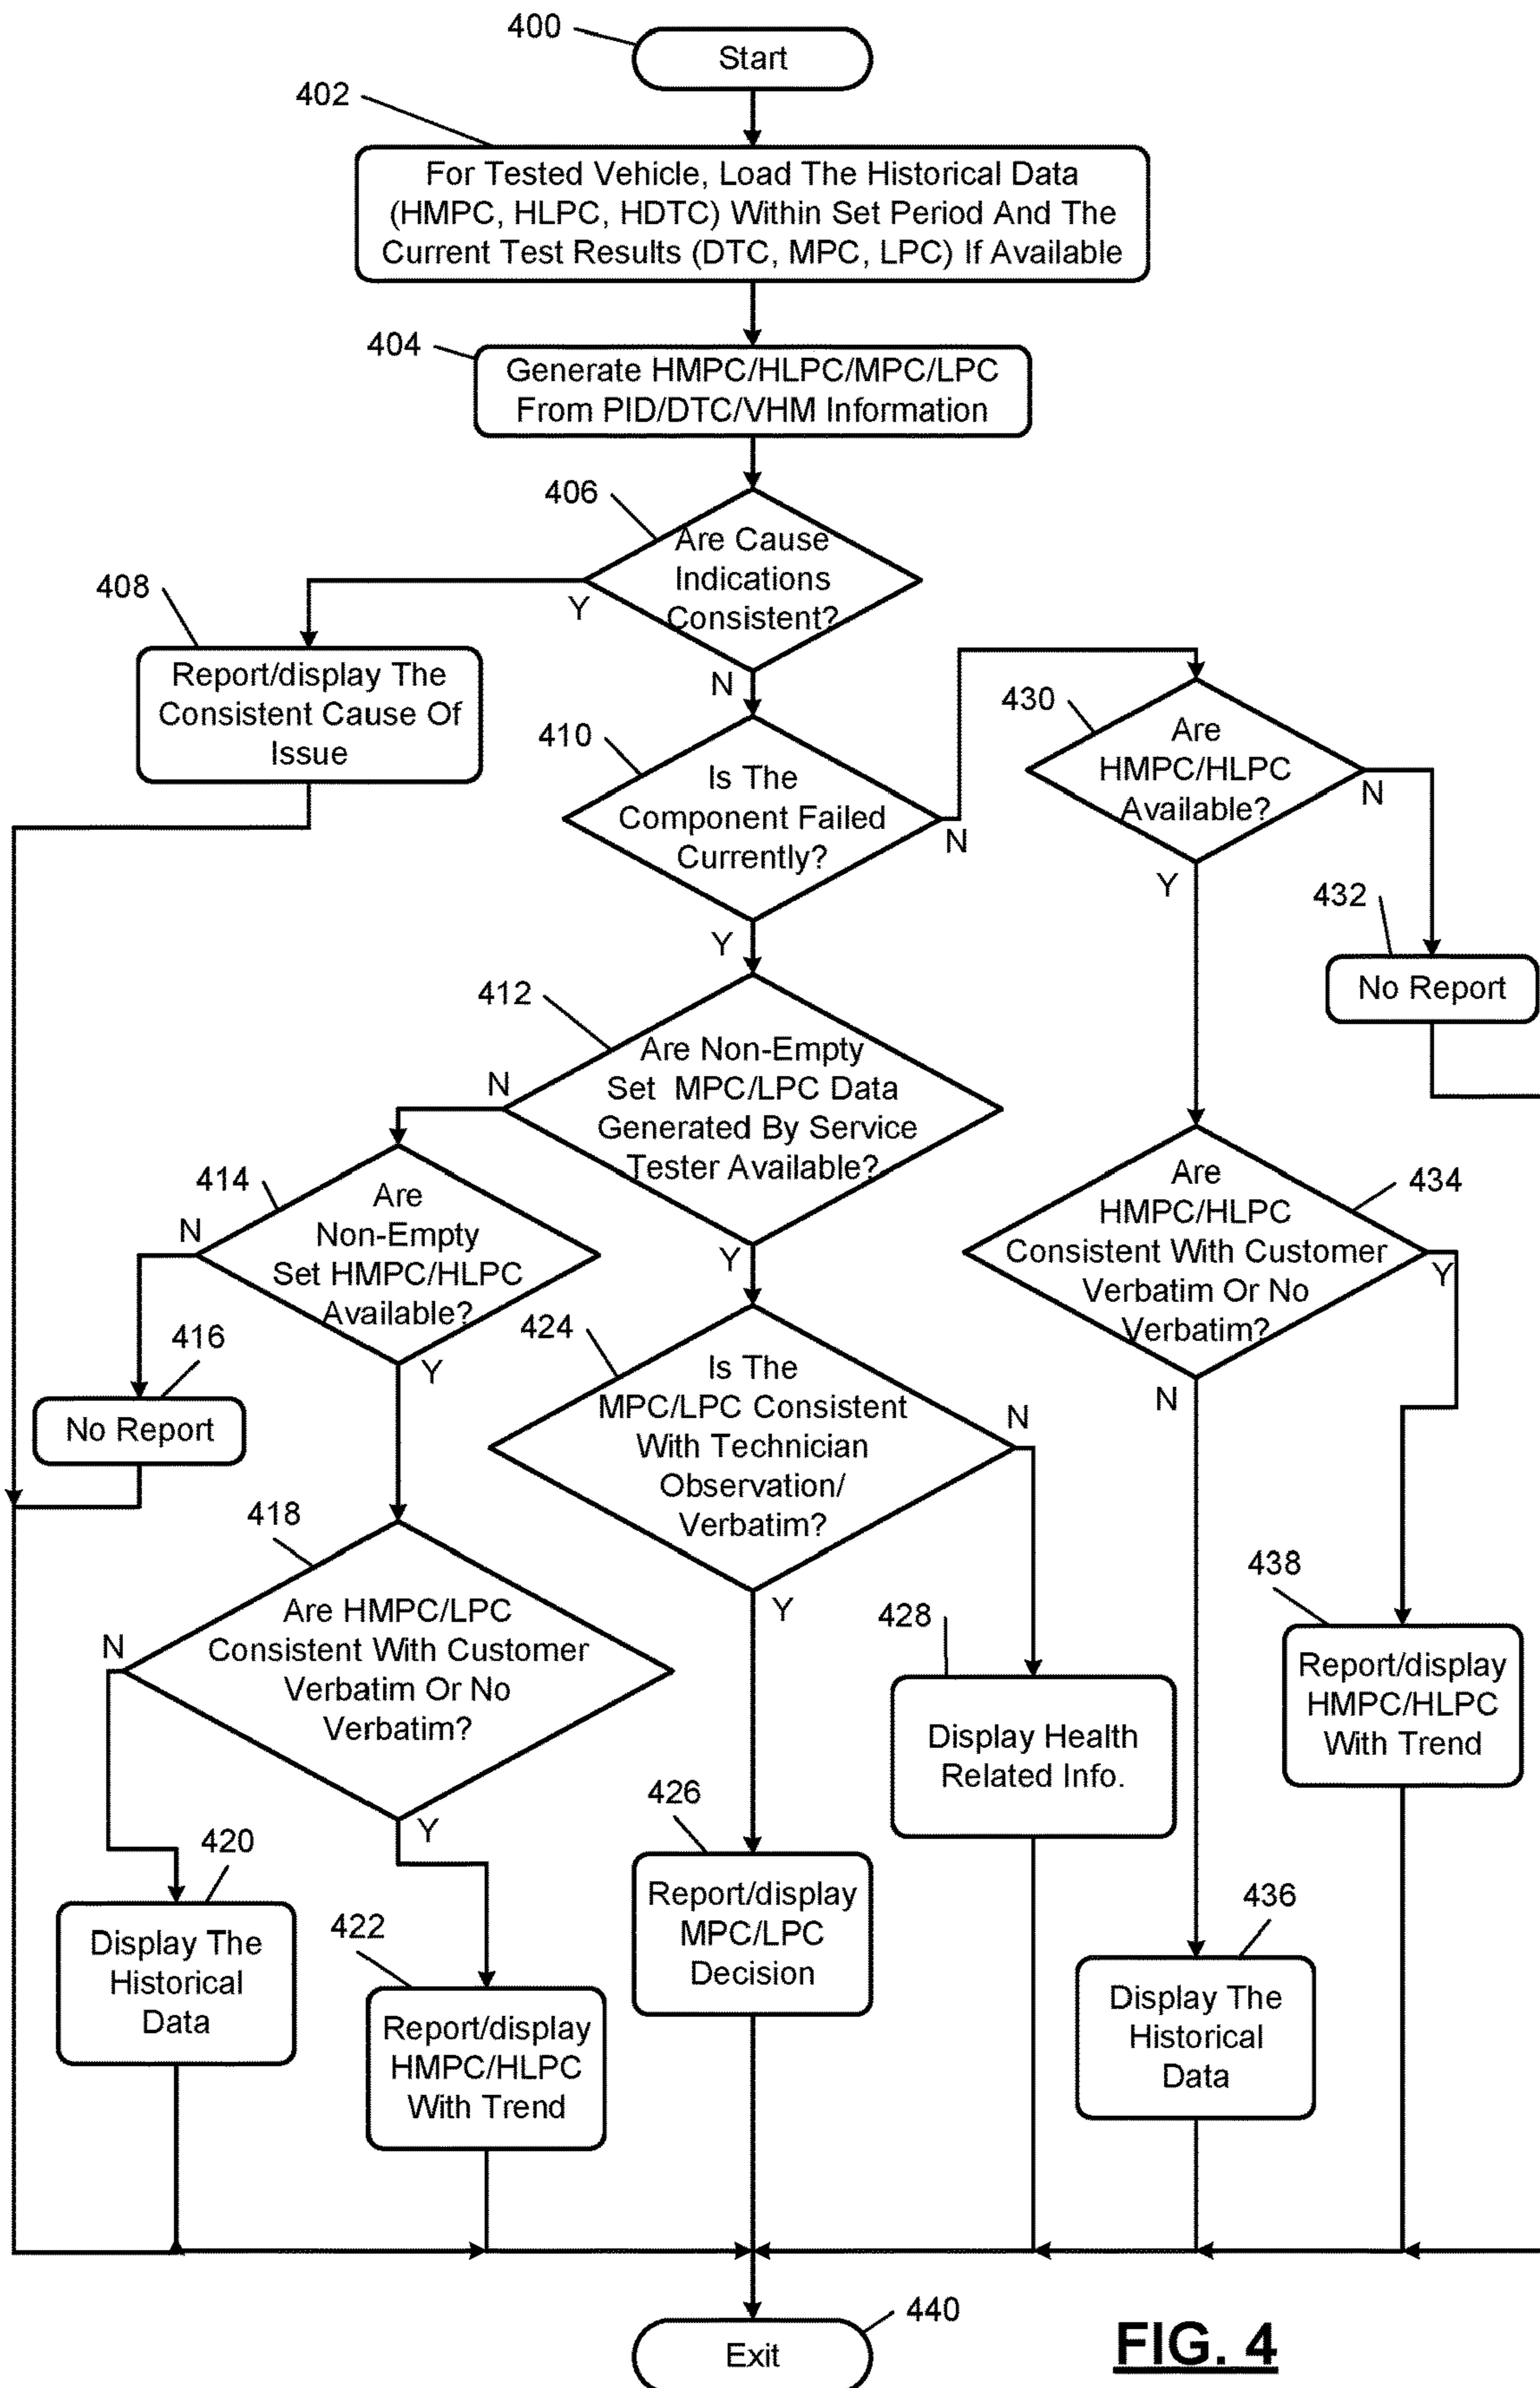 400
Start
402
For Tested Vehicle, Load The Historical Data
(HMPC, HLPC, HDTC) Within Set Period And The
Current Test Results (DTC, MPC, LPC) If Available
404
Generate HMPC/HLPC/MPC/LPC
From PID/DTC/VHM Information
406
Are Cause
Indications
Consistent?
Y
N
408
Report/display The
Consistent Cause Of
Issue
410
Is The
Component Failed
Currently?
N
Y
430
Are
HMPC/HLPC
Available?
N
Y
432
No Report
412
Are Non-Empty
Set MPC/LPC Data
Generated By Service
Tester Available?
N
Y
414
Are
Non-Empty
Set HMPC/HLPC
Available?
N
Y
416
No Report
434
Are
HMPC/HLPC
Consistent With Customer
Verbatim Or No
Verbatim?
Y
N
424
Is The
MPC/LPC Consistent
With Technician
Observation/
Verbatim?
N
Y
418
Are HMPC/LPC
Consistent With Customer
Verbatim Or No
Verbatim?
N
Y
438
Report/display
HMPC/HLPC
With Trend
428
Display Health
Related Info.
426
Report/display
MPC/LPC
Decision
420
Display The
Historical
Data
422
Report/display
HMPC/HLPC
With Trend
436
Display The
Historical
Data
440
Exit
FIG. 4